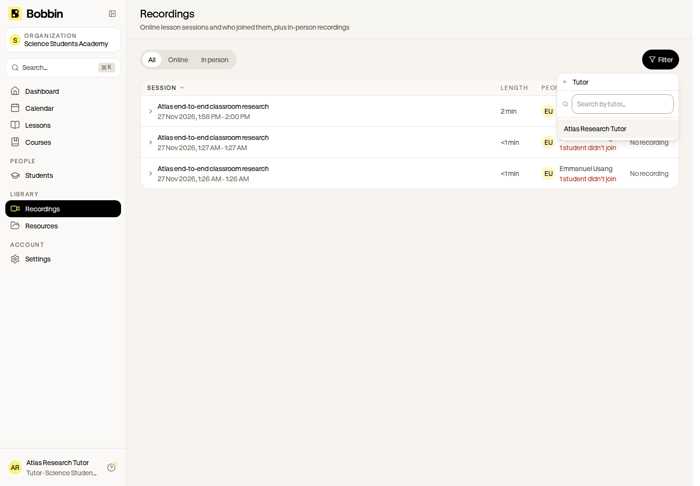 Bobbin
S
ORGANIZATION
Science Students Academy
Search...
⌘ K
Dashboard
Calendar
Lessons
Courses
PEOPLE
Students
LIBRARY
Recordings
Resources
ACCOUNT
Settings
AR
Atlas Research Tutor
Tutor · Science Studen...
Recordings
Online lesson sessions and who joined them, plus in-person recordings
All
Online
In person
Filter
SESSION
LENGTH
Atlas end-to-end classroom research
27 Nov 2026, 1:58 PM - 2:00 PM
2 min
EU
Atlas end-to-end classroom research
27 Nov 2026, 1:27 AM - 1:27 AM
<1 min
EU
1 student didn't join
No recording
Atlas end-to-end classroom research
27 Nov 2026, 1:26 AM - 1:26 AM
<1 min
EU
Emmanuel Usang
1 student didn't join
No recording
Tutor
Search by tutor...
Atlas Research Tutor